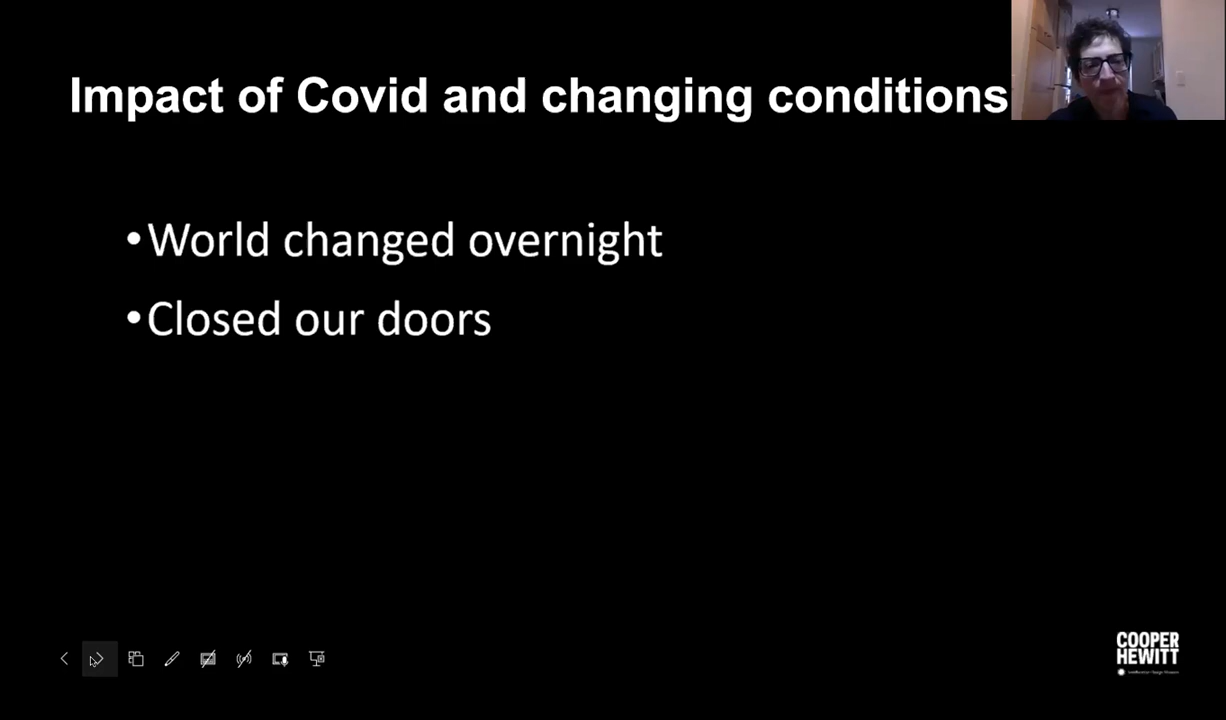 Impact of Covid and changing conditions
•World changed overnight
•Closed our doors
COOPER
HEWITT